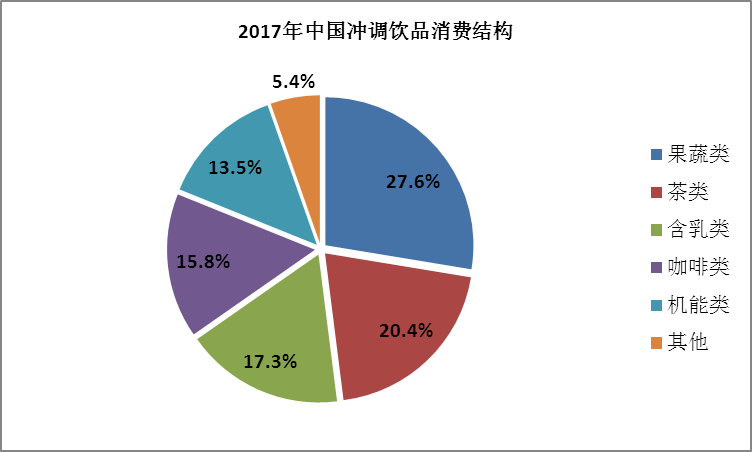 2017年中国冲调饮品消费结构
5.4%
27.6%
13.5%
15.8%
20.4%
17.3%
果蔬类
茶类
含乳类
咖啡类
机能类
其他